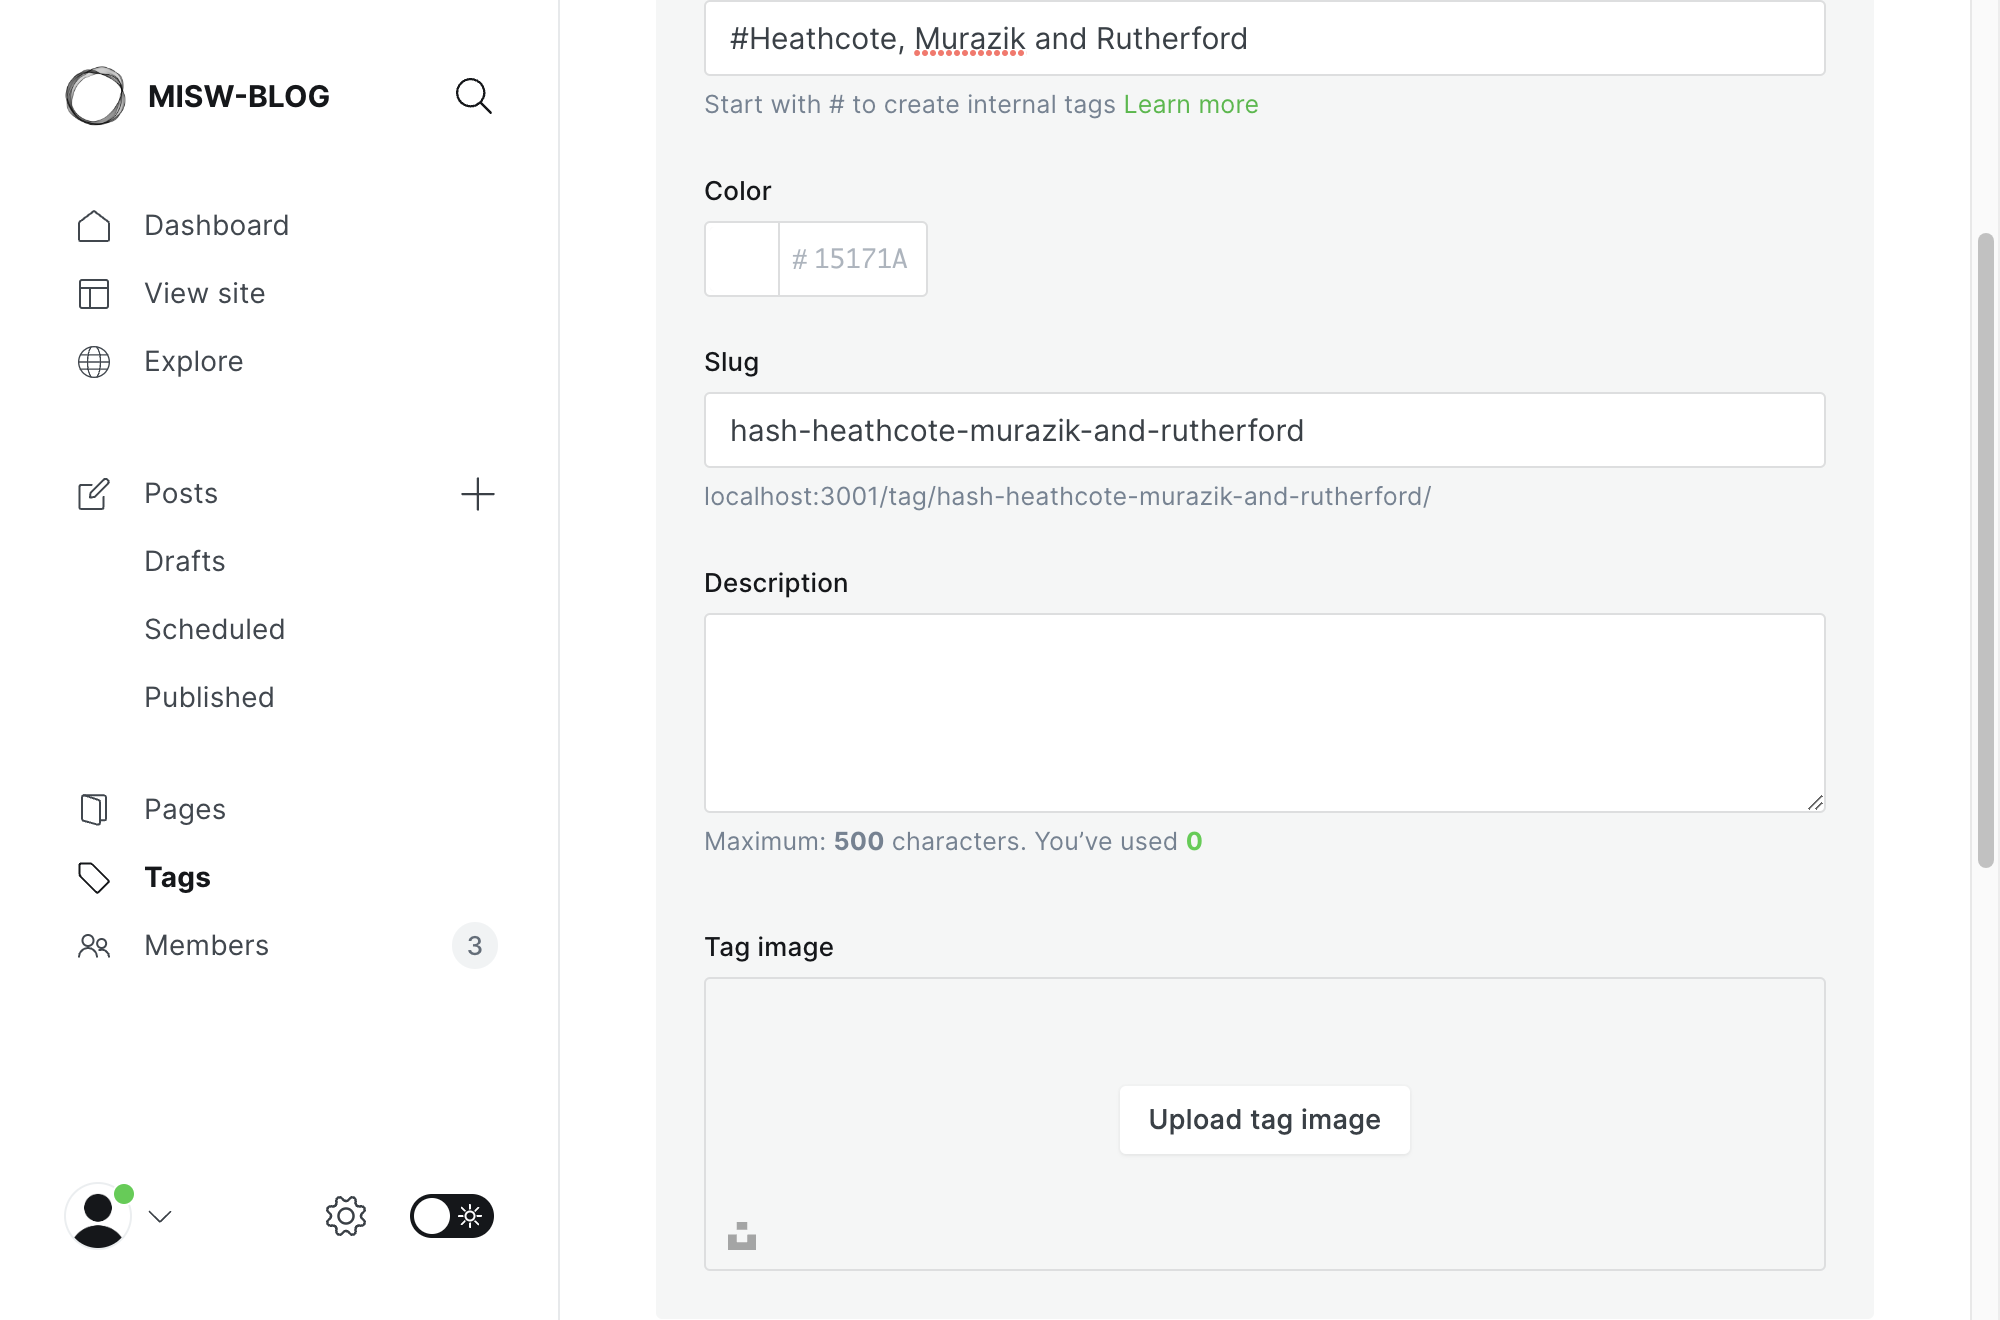 MISW-BLOG
Dashboard
View site
Explore
Posts
Drafts
Scheduled
Published
Pages
Tags
Members
3
#Heathcote, Murazik and Rutherford
Start with # to create internal tags Learn more
Color
# 15171A
Slug
hash-heathcote-murazik-and-rutherford
localhost:3001/tag/hash-heathcote-murazik-and-rutherford/
Description
Maximum: 500 characters. You’ve used 0
Tag image
Upload tag image